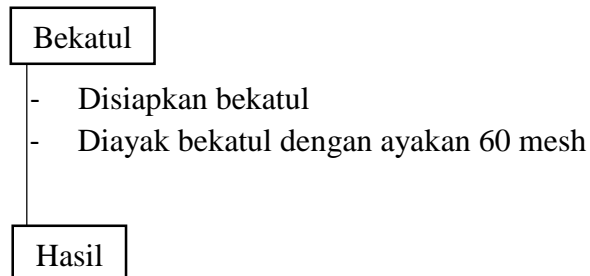 Bekatul
- Disiapkan bekatul
- Diayak bekatul dengan ayakan 60 mesh
Hasil